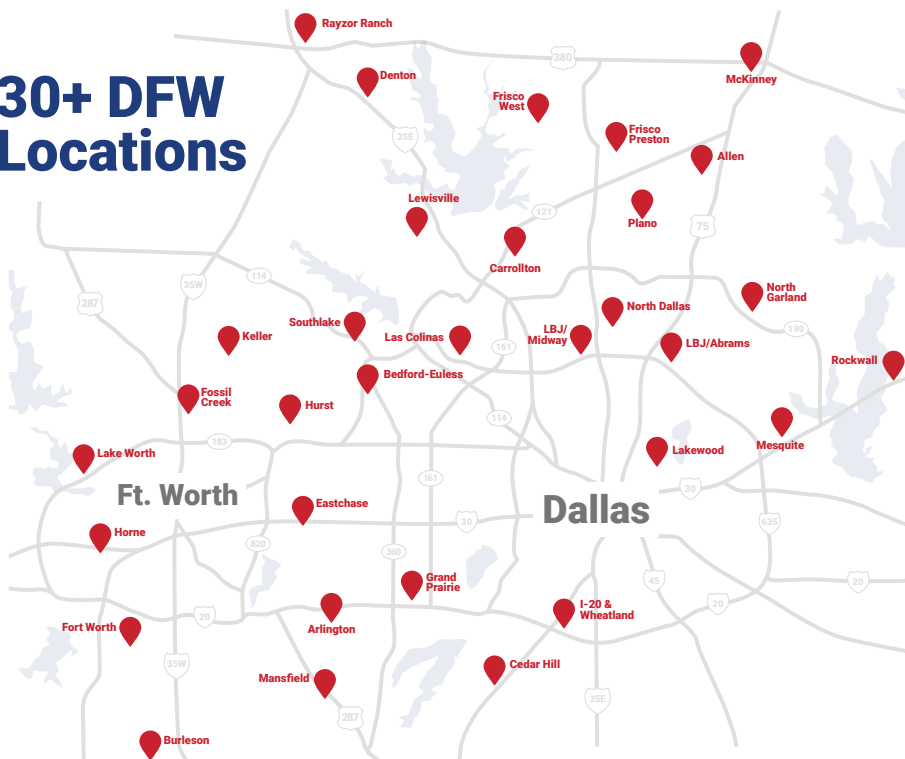 Rayzor Ranch
380
McKinney
30+ DFW
Locations
Denton
Frisco
West
Frisco
Preston
35E
Allen
Lewisville
121
Plano
75
Carrollton
114
35W
287
North
Garland
North Dallas
Southlake
Keller
Las Colinas
161
LBJ/
Midway
LBJ/Abrams
190
Rockwall
Bedford-Euless
Fossil
Creek
Hurst
114
183
Lake Worth
Lakewood
Mesquite
161
30
Ft. Worth
Eastchase
Dallas
30
635
Horne
820
360
Grand
Prairie
45
20
I-20 &
Wheatland
20
20
Fort Worth
Arlington
35W
Cedar Hill
Mansfield
35E
287
Burleson